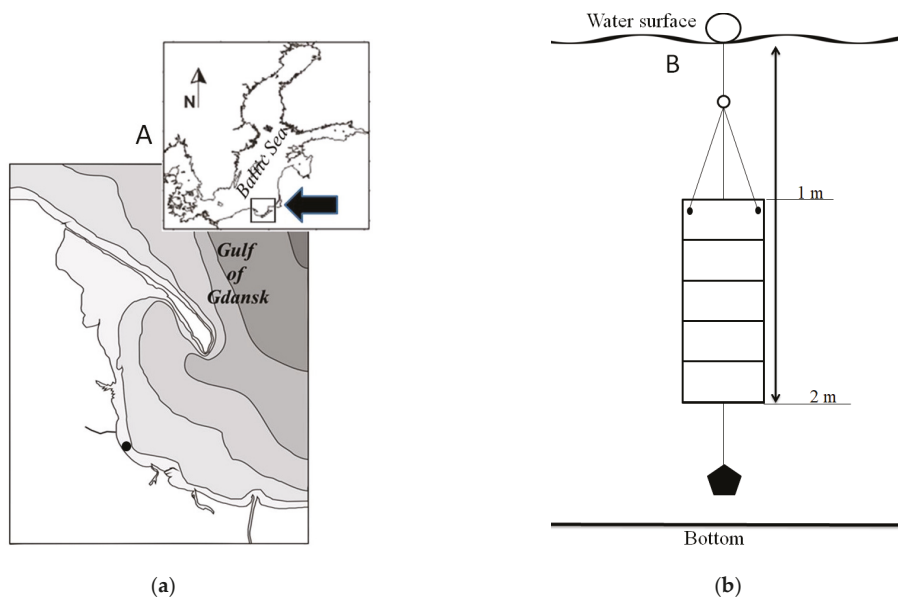 A
N
Baltic Sea
Gulf
of
Gdansk
(a)
Water surface
B
1 m
2 m
Bottom
(b)